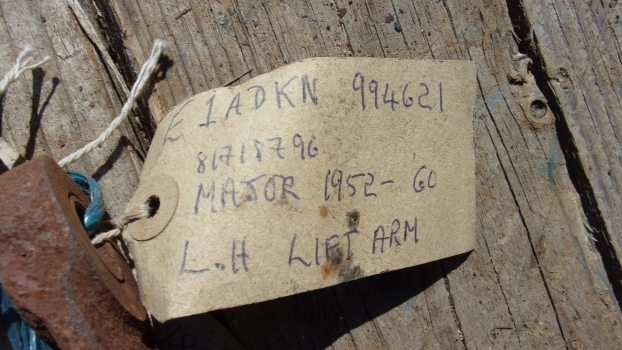 E1ADKN 994621
81718796
MAJOR 1952-60
L.H LIFT ARM